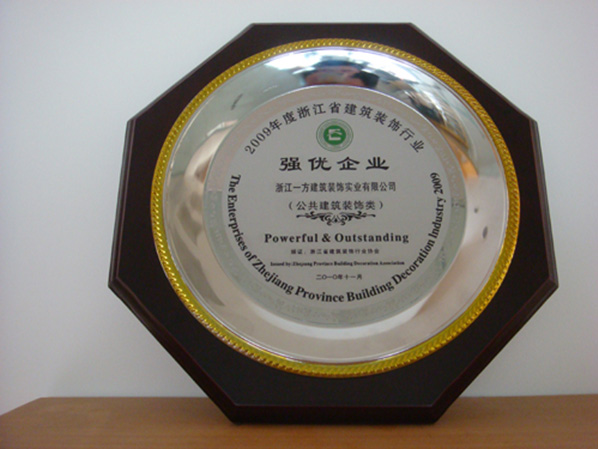 2009年度浙江省建筑装饰行业
强优企业
浙江一方建筑装饰实业有限公司
（公共建筑装饰类）
Powerful & Outstanding
颁证：浙江省建筑装饰行业协会
Issued by Zhejiang Province Building Decoration Association
二〇一〇年十一月
The Enterprises of Zhejiang Province Building Decoration Industry 2009